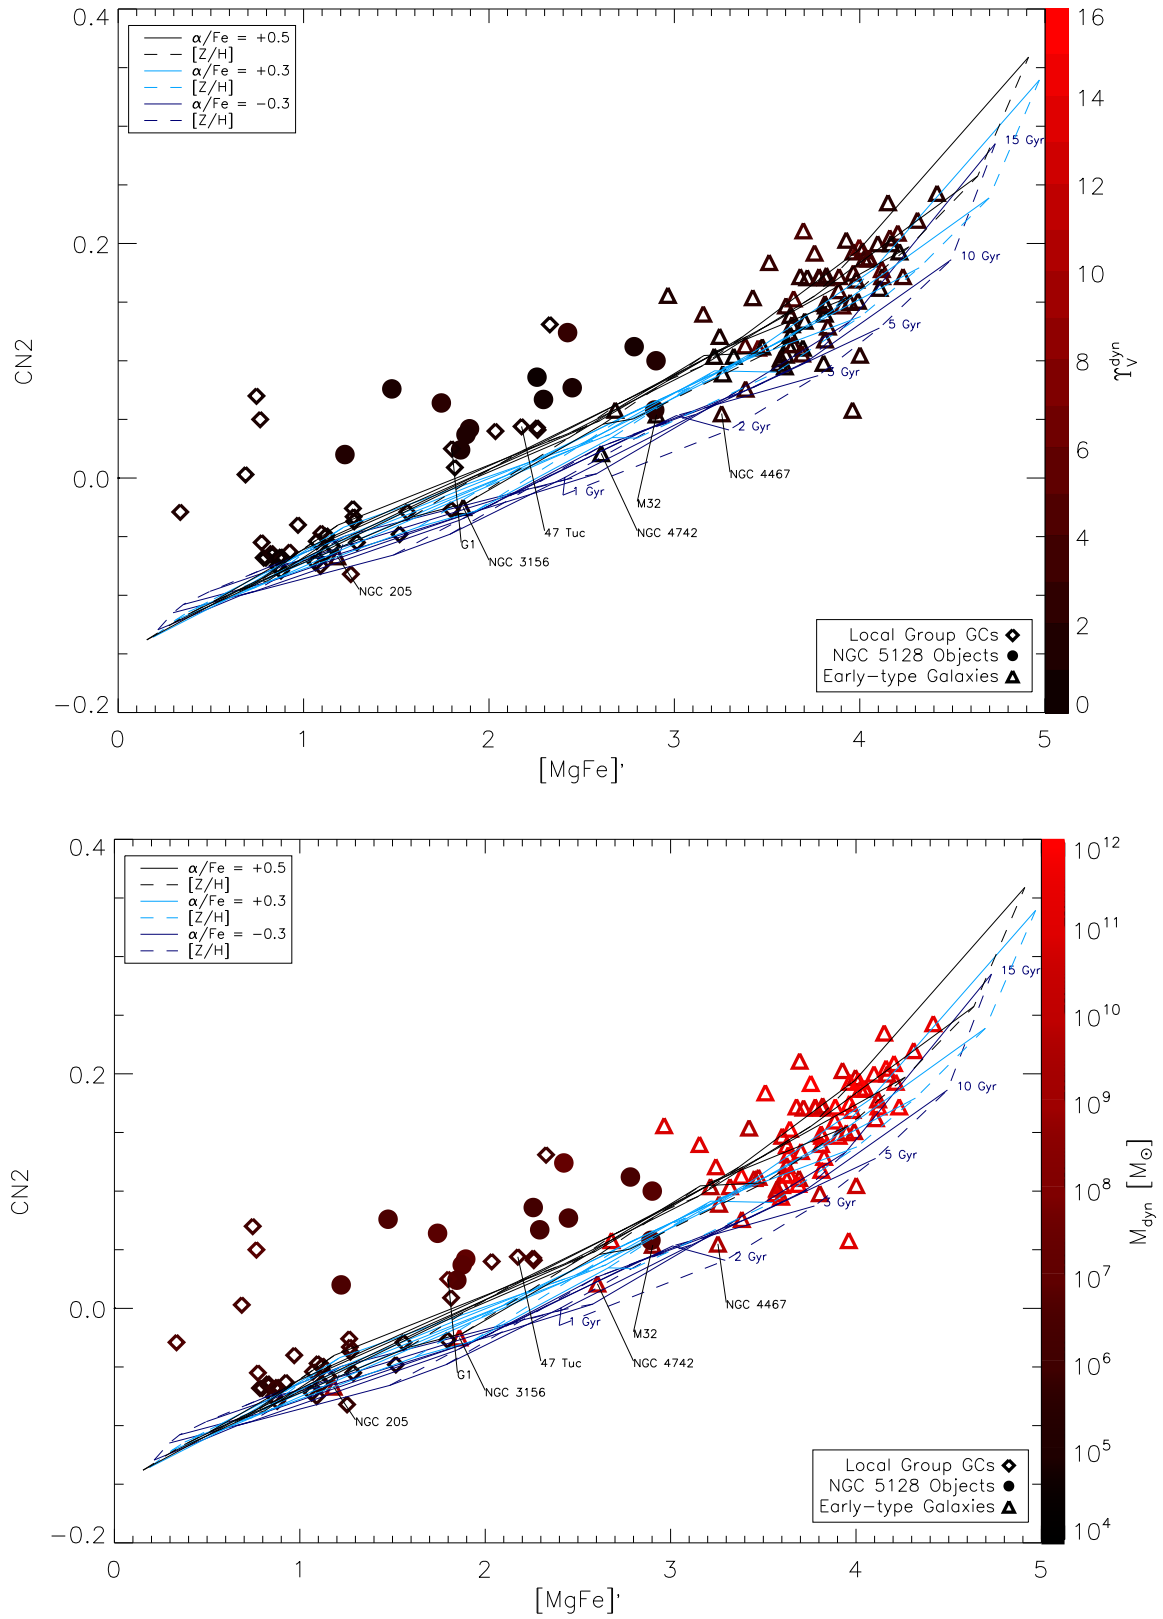 0.4
α/Fe = +0.5
[Z/H]
α/Fe = +0.3
[Z/H]
α/Fe = −0.3
[Z/H]
15 Gyr
0.2
10 Gyr
5 Gyr
3 Gyr
2 Gyr
CN2
NGC 4467
0.0
1 Gyr
M32
47 Tuc
NGC 4742
G1
NGC 3156
NGC 205
Local Group GCs
NGC 5128 Objects
Early−type Galaxies
−0.2
0 1 2 3 4 5
[MgFe]'
16
14
12
10
8
6
4
2
0
ϒ_V^dyn
0.4
α/Fe = +0.5
[Z/H]
α/Fe = +0.3
[Z/H]
α/Fe = −0.3
[Z/H]
15 Gyr
0.2
10 Gyr
5 Gyr
3 Gyr
2 Gyr
CN2
NGC 4467
0.0
1 Gyr
M32
47 Tuc
NGC 4742
G1
NGC 3156
NGC 205
Local Group GCs
NGC 5128 Objects
Early−type Galaxies
−0.2
0 1 2 3 4 5
[MgFe]'
10^12
10^11
10^10
10^9
10^8
10^7
10^6
10^5
10^4
M_dyn [M_⊙]